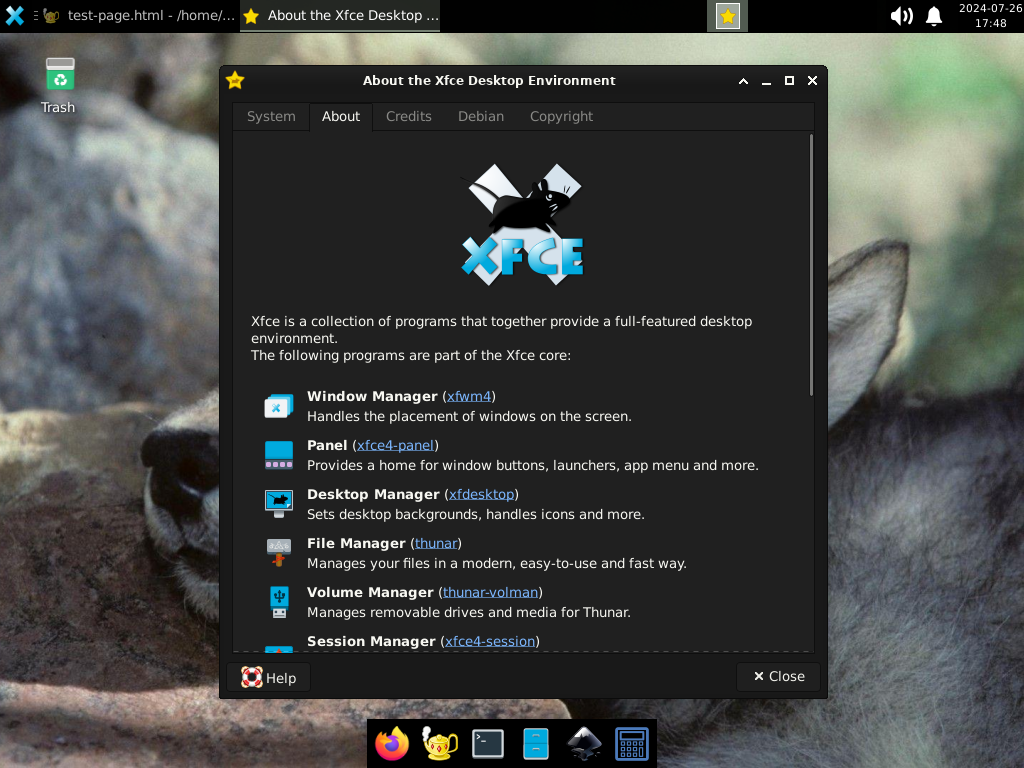 test-page.html - /home/...
About the Xfce Desktop ...
2024-07-26
17:48
Trash
About the Xfce Desktop Environment
System
About
Credits
Debian
Copyright
XFCE
Xfce is a collection of programs that together provide a full-featured desktop
environment.
The following programs are part of the Xfce core:
Window Manager (xfwm4)
Handles the placement of windows on the screen.
Panel (xfce4-panel)
Provides a home for window buttons, launchers, app menu and more.
Desktop Manager (xfdesktop)
Sets desktop backgrounds, handles icons and more.
File Manager (thunar)
Manages your files in a modern, easy-to-use and fast way.
Volume Manager (thunar-volman)
Manages removable drives and media for Thunar.
Session Manager (xfce4-session)
Help
Close